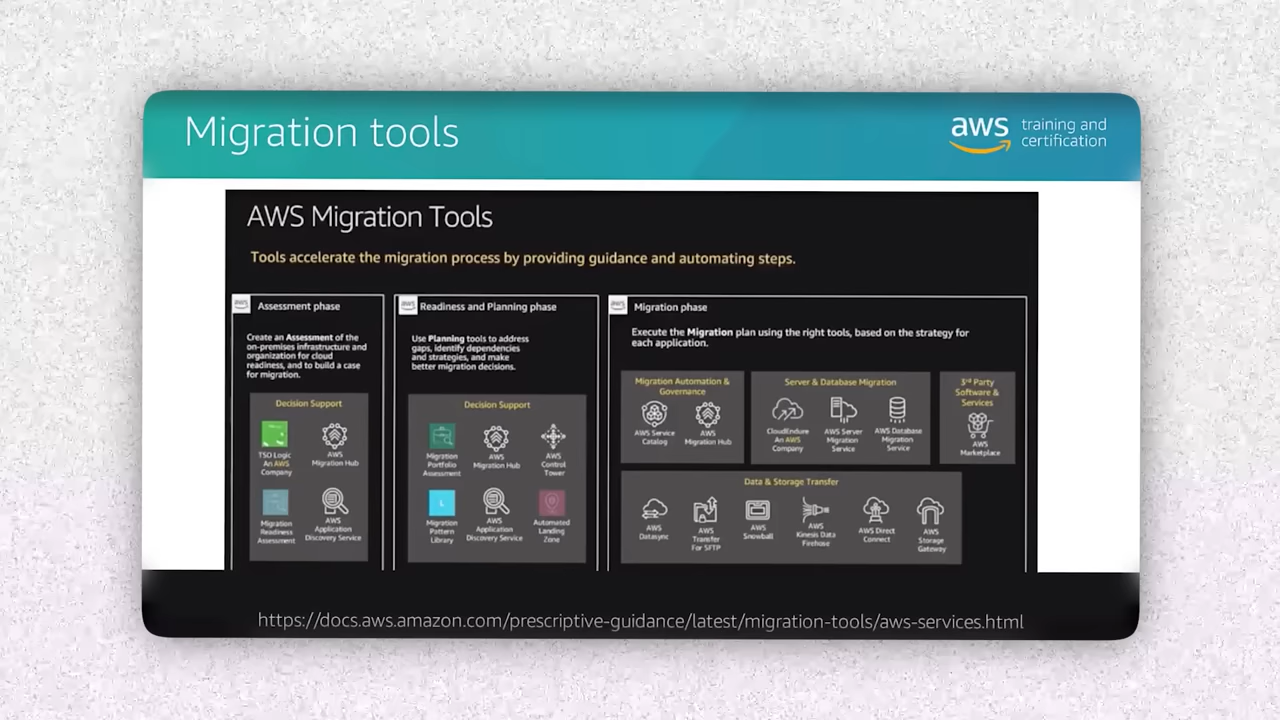 Migration tools
aws training and
certification
AWS Migration Tools
Tools accelerate the migration process by providing guidance and automating steps.
aws Assessment phase
Create an Assessment of the
on-premises infrastructure and
organization for cloud
readiness, and to build a case
for migration.
Decision Support
TSO Logic
An AWS
Company
AWS
Migration Hub
Migration
Readiness
Assessment
AWS
Application
Discovery Service
aws Readiness and Planning phase
Use Planning tools to address
gaps, identify dependencies
and strategies, and make
better migration decisions.
Decision Support
Migration
Portfolio
Assessment
AWS
Migration Hub
AWS
Control
Tower
L
Migration
Pattern
Library
AWS
Application
Discovery Service
Automated
Landing
Zone
aws Migration phase
Execute the Migration plan using the right tools, based on the strategy for
each application.
Migration Automation &
Governance
AWS Service
Catalog
AWS
Migration Hub
Server & Database Migration
CloudEndure
An AWS
Company
AWS Server
Migration
Service
AWS Database
Migration
Service
3rd Party
Software &
Services
AWS
Marketplace
Data & Storage Transfer
AWS
Datasync
AWS
Transfer
For SFTP
AWS
Snowball
AWS
Kinesis Data
Firehose
AWS Direct
Connect
AWS
Storage
Gateway
https://docs.aws.amazon.com/prescriptive-guidance/latest/migration-tools/aws-services.html